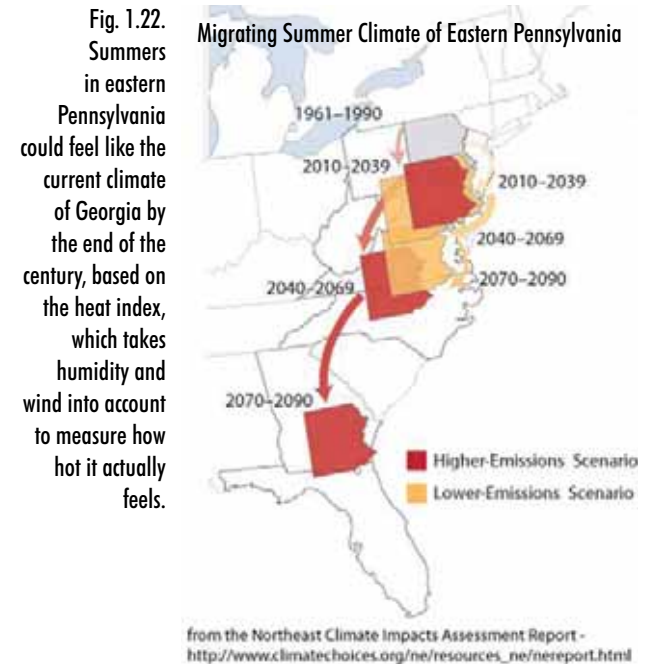 Fig. 1.22.
Summers
in eastern
Pennsylvania
could feel like the
current climate
of Georgia by
the end of the
century, based on
the heat index,
which takes
humidity and
wind into account
to measure how
hot it actually
feels.
Migrating Summer Climate of Eastern Pennsylvania
1961–1990
2010–2039
2010–2039
2040–2069
2070–2090
2040–2069
2070–2090
Higher-Emissions Scenario
Lower-Emissions Scenario
from the Northeast Climate Impacts Assessment Report -
http://www.climatechoices.org/ne/resources_ne/nereport.html